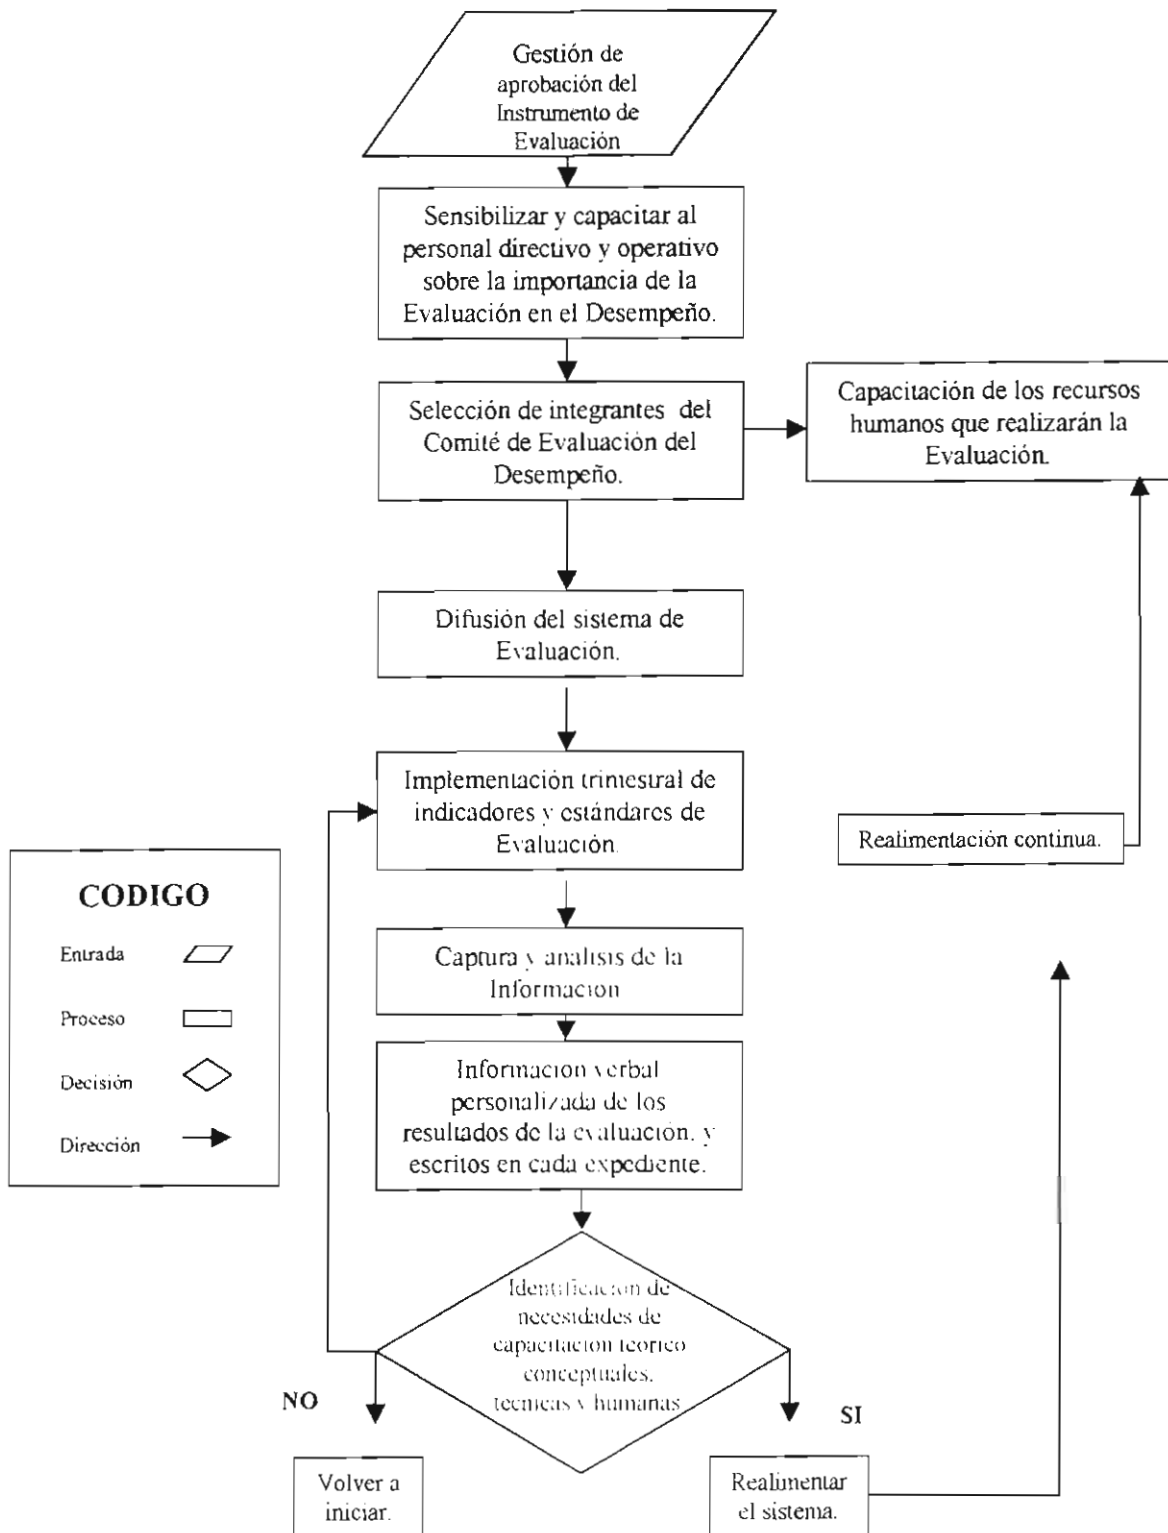 Gestión de
aprobación del
Instrumento de
Evaluación
Sensibilizar y capacitar al
personal directivo y operativo
sobre la importancia de la
Evaluación en el Desempeño.
Selección de integrantes del
Comité de Evaluación del
Desempeño.
Capacitación de los recursos
humanos que realizarán la
Evaluación.
Difusión del sistema de
Evaluación.
Implementación trimestral de
indicadores y estándares de
Evaluación.
Realimentación continua.
CODIGO
Entrada
Proceso
Decisión
Dirección
Captura y analisis de la
Informacion
Informacion verbal
personalizada de los
resultados de la evaluación, y
escritos en cada expediente.
Identificacion de
necesidades de
capacitacion teorico
conceptuales,
tecnicas y humanas
NO
SI
Volver a
iniciar.
Realimentar
el sistema.